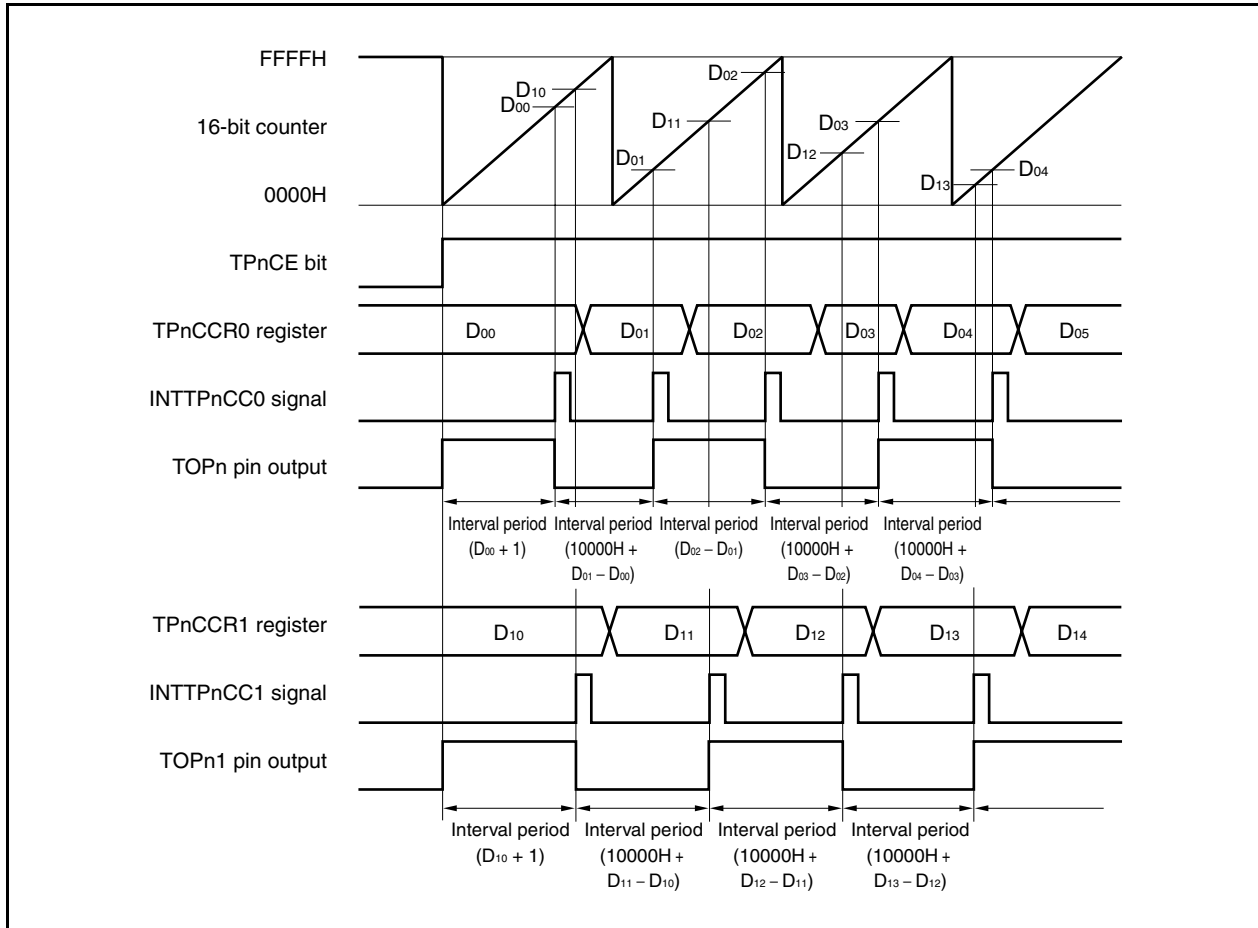 FFFFH
D10
D00
D02
16-bit counter
D11
D03
D12
D01
D04
D13
0000H
TPnCE bit
TPnCCR0 register
D00
D01
D02
D03
D04
D05
INTTPnCC0 signal
TOPn pin output
Interval period
(D00 + 1)
Interval period
(10000H +
D01 – D00)
Interval period
(D02 – D01)
Interval period
(10000H +
D03 – D02)
Interval period
(10000H +
D04 – D03)
TPnCCR1 register
D10
D11
D12
D13
D14
INTTPnCC1 signal
TOPn1 pin output
Interval period
(D10 + 1)
Interval period
(10000H +
D11 – D10)
Interval period
(10000H +
D12 – D11)
Interval period
(10000H +
D13 – D12)